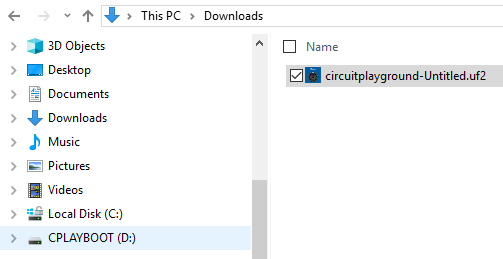 This PC > Downloads
3D Objects
Desktop
Documents
Downloads
Music
Pictures
Videos
Local Disk (C:)
CPLAYBOOT (D:)
Name
circuitplayground-Untitled.uf2